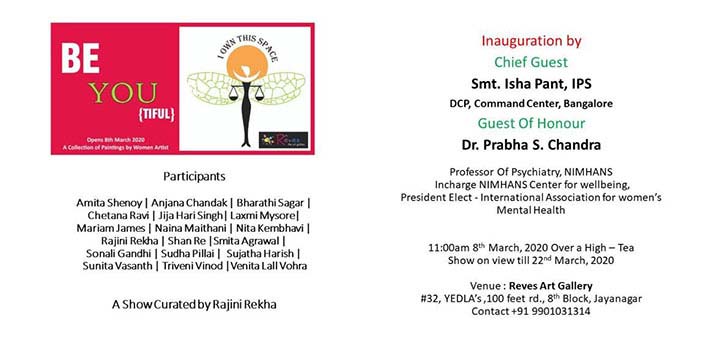 BE
YOU
{TIFUL}
Opens 8th March 2020
A Collection of Paintings by Women Artist
I OWN THIS SPACE
Reves
Participants
Amita Shenoy | Anjana Chandak | Bharathi Sagar |
Chetana Ravi | Jija Hari Singh | Laxmi Mysore|
Mariam James | Naina Maithani | Nita Kembhavi |
Rajini Rekha | Shan Re |Smita Agrawal |
Sonali Gandhi | Sudha Pillai | Sujatha Harish |
Sunita Vasanth | Triveni Vinod |Venita Lall Vohra
A Show Curated by Rajini Rekha
Inauguration by
Chief Guest
Smt. Isha Pant, IPS
DCP, Command Center, Bangalore
Guest Of Honour
Dr. Prabha S. Chandra
Professor Of Psychiatry, NIMHANS
Incharge NIMHANS Center for wellbeing,
President Elect - International Association for women's
Mental Health
11:00am 8th March, 2020 Over a High – Tea
Show on view till 22nd March, 2020
Venue : Reves Art Gallery
#32, YEDLA's ,100 feet rd., 8th Block, Jayanagar
Contact +91 9901031314